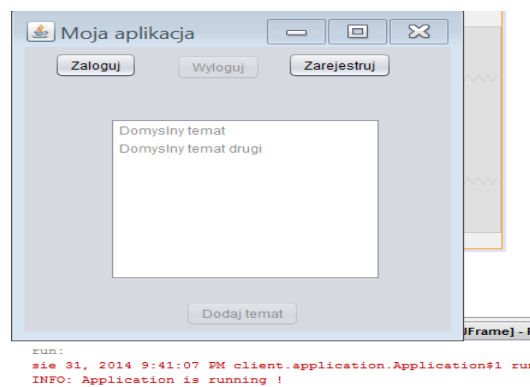 Moja aplikacja
Zaloguj Wyloguj Zarejestruj
Domyslny temat
Domyslny temat drugi
Dodaj temat
JFrame] -
run:
sie 31, 2014 9:41:07 PM client.application.Application$1 ru
INFO: Application is running !